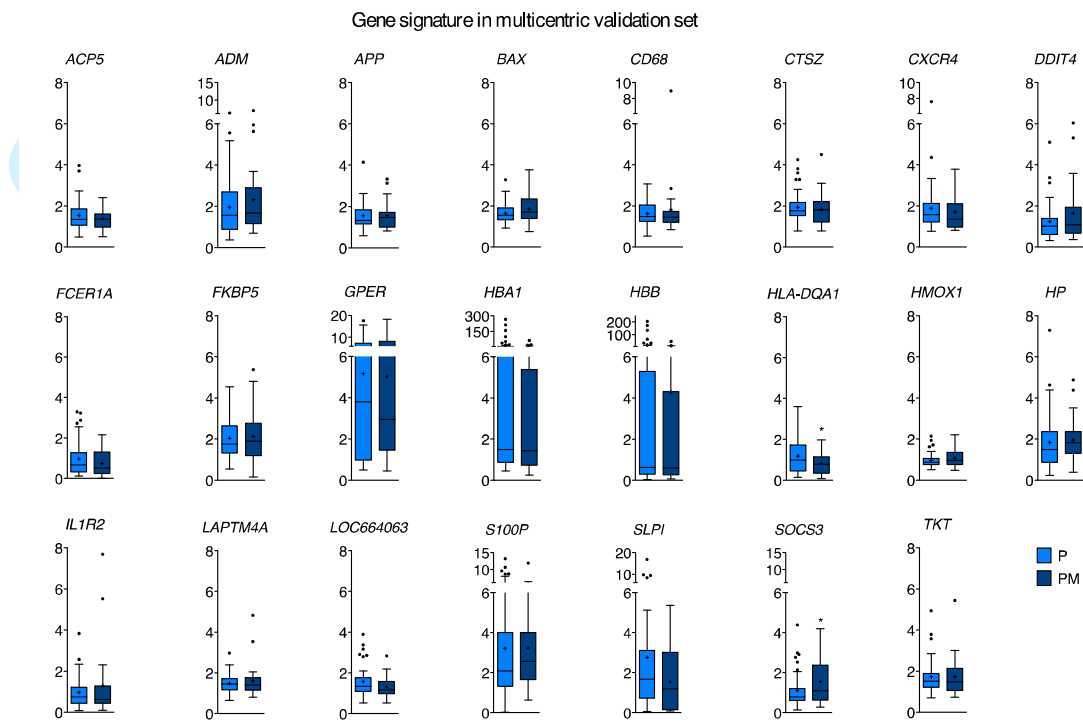 Gene signature in multicentric validation set
ACP5 ADM APP BAX CD68 CTSZ CXCR4 DDIT4
8 15 8 8 10 8 10 8
10 8 8
6 6 6 6 6 6 6 6
4 4 4 4 4 4 4 4
2 2 2 2 2 2 2 2
0 0 0 0 0 0 0 0
FCER1A FKBP5 GPER HBA1 HBB HLA-DQA1 HMOX1 HP
8 8 20 300 200 8 8 8
10 150 100
6 6 6 6 6 6 6 6
4 4 4 4 4 4 4 4
2 2 2 2 2 2 2 2
* 
0 0 0 0 0 0 0 0
IL1R2 LAPTM4A LOC664063 S100P SLPI SOCS3 TKT
8 8 8 15 20 15 8
10 10 10
P
PM
6 6 6 6 6 6 6
4 4 4 4 4 4 4
*
2 2 2 2 2 2 2
0 0 0 0 0 0 0